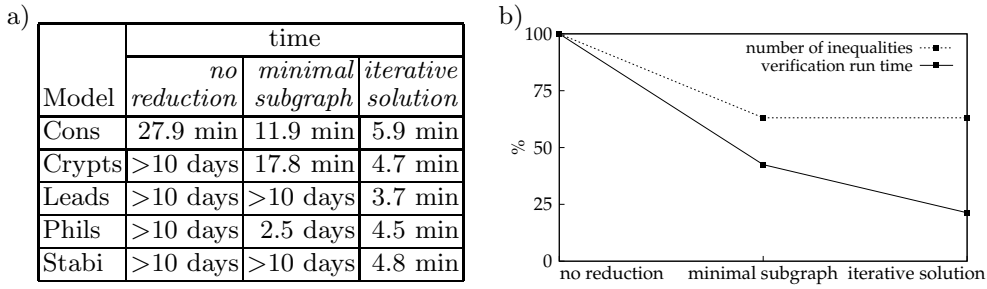 a)
time
Model no reduction minimal subgraph iterative solution
Cons 27.9 min 11.9 min 5.9 min
Crypts >10 days 17.8 min 4.7 min
Leads >10 days >10 days 3.7 min
Phils >10 days 2.5 days 4.5 min
Stabi >10 days >10 days 4.8 min
b)
100
75
50
25
0
%
number of inequalities
verification run time
no reduction minimal subgraph iterative solution